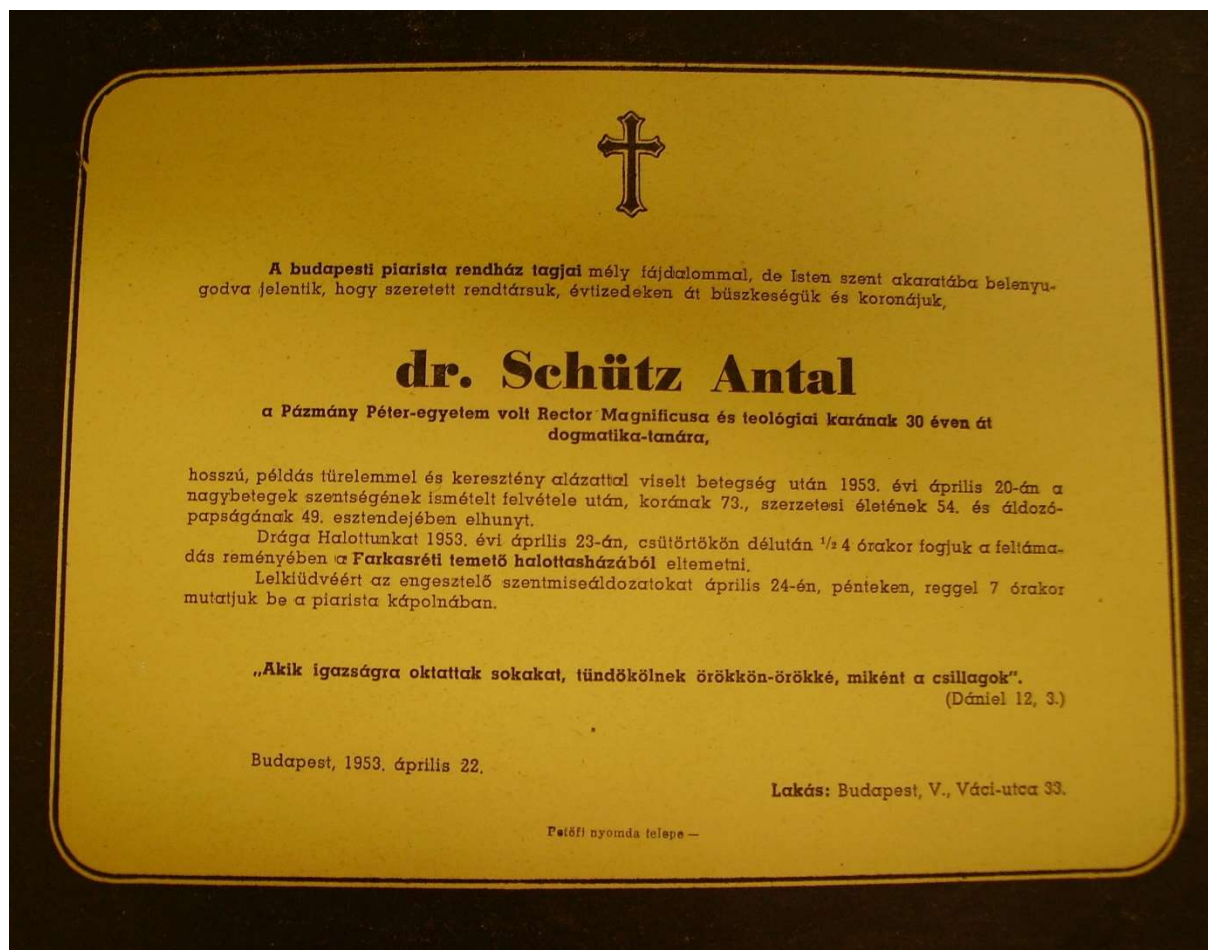 A budapesti piarista rendház tagjai mély fájdalommal, de Isten szent akaratába belenyu-
godva jelentik, hogy szeretett rendtársuk, évtizedeken át büszkeségük és koronájuk,
dr. Schütz Antal
a Pázmány Péter-egyetem volt Rector Magnificusa és teológiai karának 30 éven át
dogmatika-tanára,
hosszú, példás türelemmel és keresztény alázattal viselt betegség után 1953. évi április 20-án a
nagybetegek szentségének ismételt felvétele után, korának 73., szerzetesi életének 54. és áldozó-
papságának 49. esztendejében elhunyt.
Drága Halottunkat 1953. évi április 23-án, csütörtökön délután 1/2 4 órakor fogjuk a feltáma-
dás reményében a Farkasréti temető halottasházából eltemetni.
Lelkiüdvéért az engesztelő szentmiseáldozatokat április 24-én, pénteken, reggel 7 órakor
mutatjuk be a piarista kápolnában.
„Akik igazságra oktattak sokakat, tündökölnek örökkön-örökké, miként a csillagok".
(Dániel 12, 3.)
Budapest, 1953. április 22.
Lakás: Budapest, V., Váci-utca 33.
Petőfi nyomda telepe —